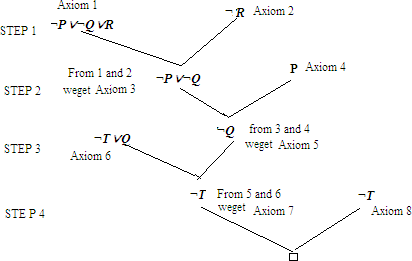 Axiom 1
¬P ∨¬Q ∨R
¬R Axiom 2
STEP 1
From 1 and 2
weget Axiom 3
¬P ∨¬Q
P Axiom 4
STEP 2
¬Q
from 3 and 4
weget Axiom 5
¬T ∨Q
STEP 3
Axiom 6
¬T
From 5 and 6
weget Axiom 7
¬T
Axiom 8
STE P 4